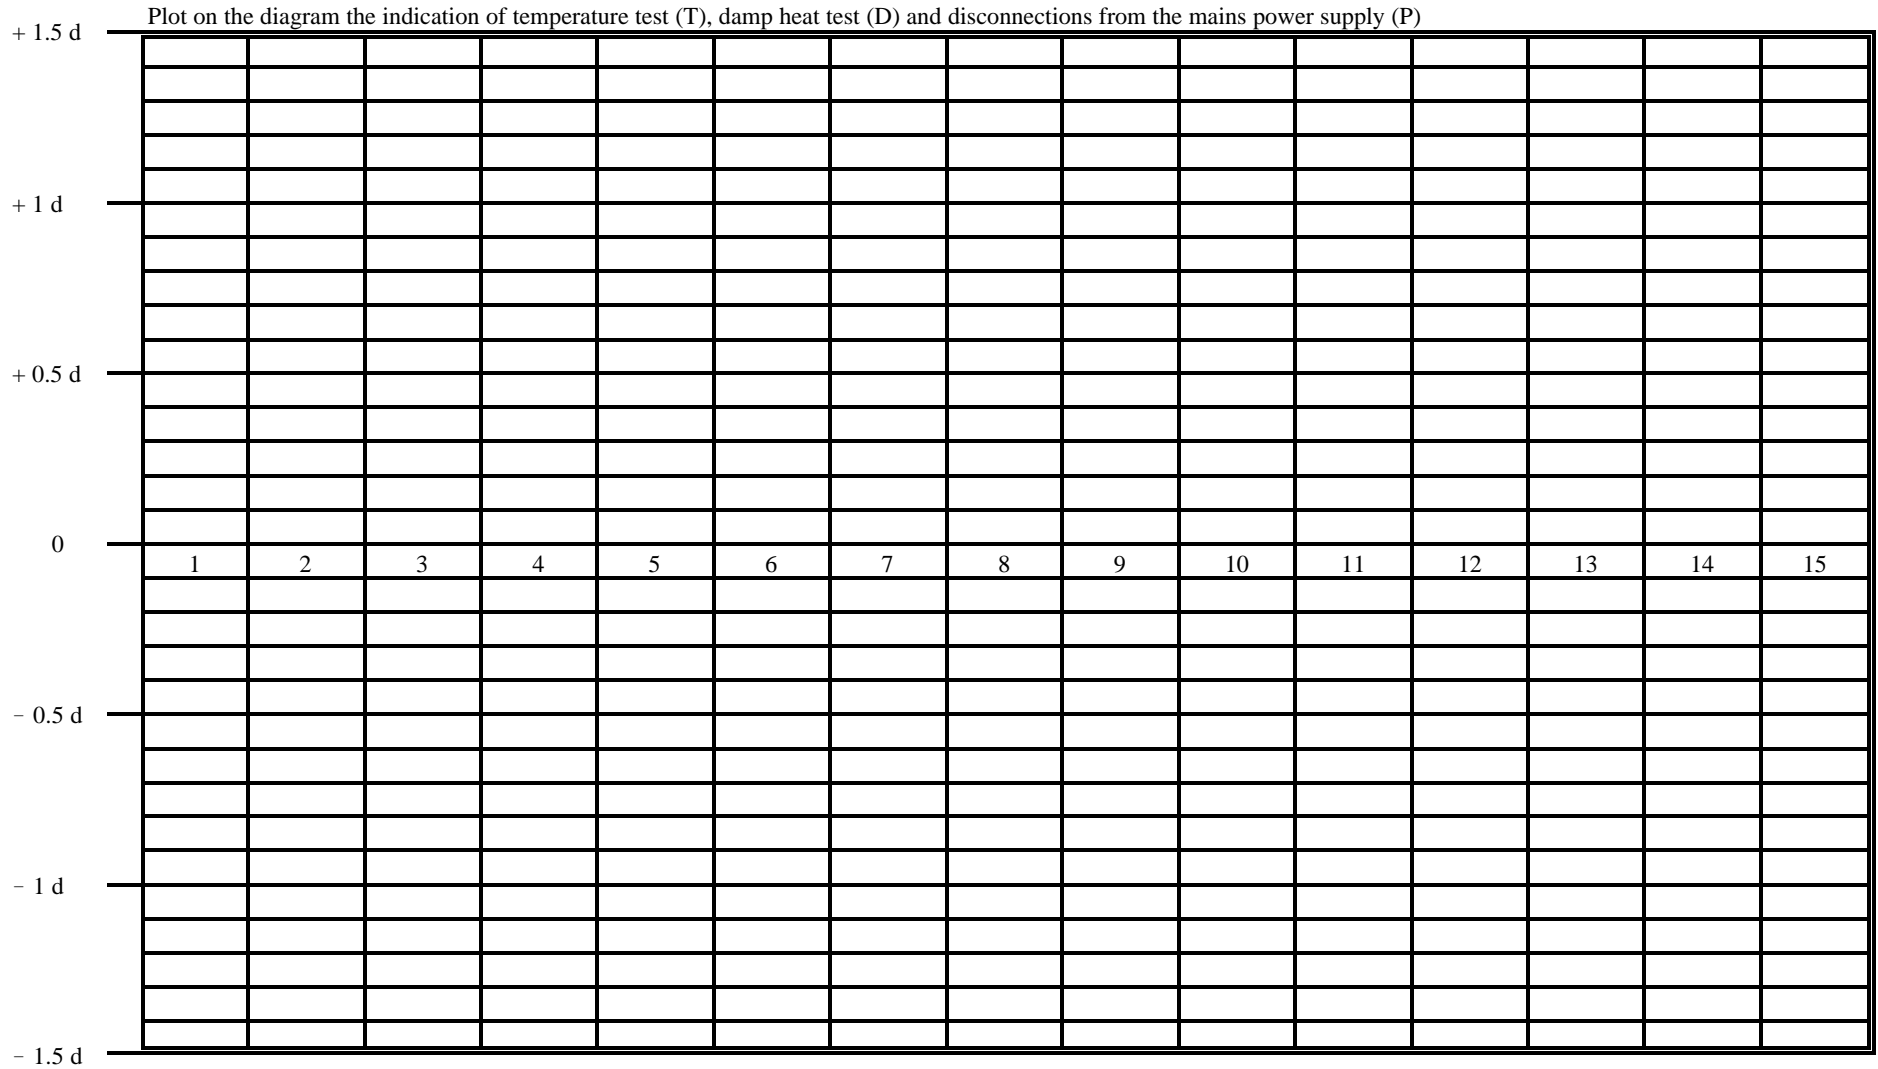 Plot on the diagram the indication of temperature test (T), damp heat test (D) and disconnections from the mains power supply (P)
+ 1.5 d
+ 1 d
+ 0.5 d
0
1 2 3 4 5 6 7 8 9 10 11 12 13 14 15
- 0.5 d
- 1 d
- 1.5 d